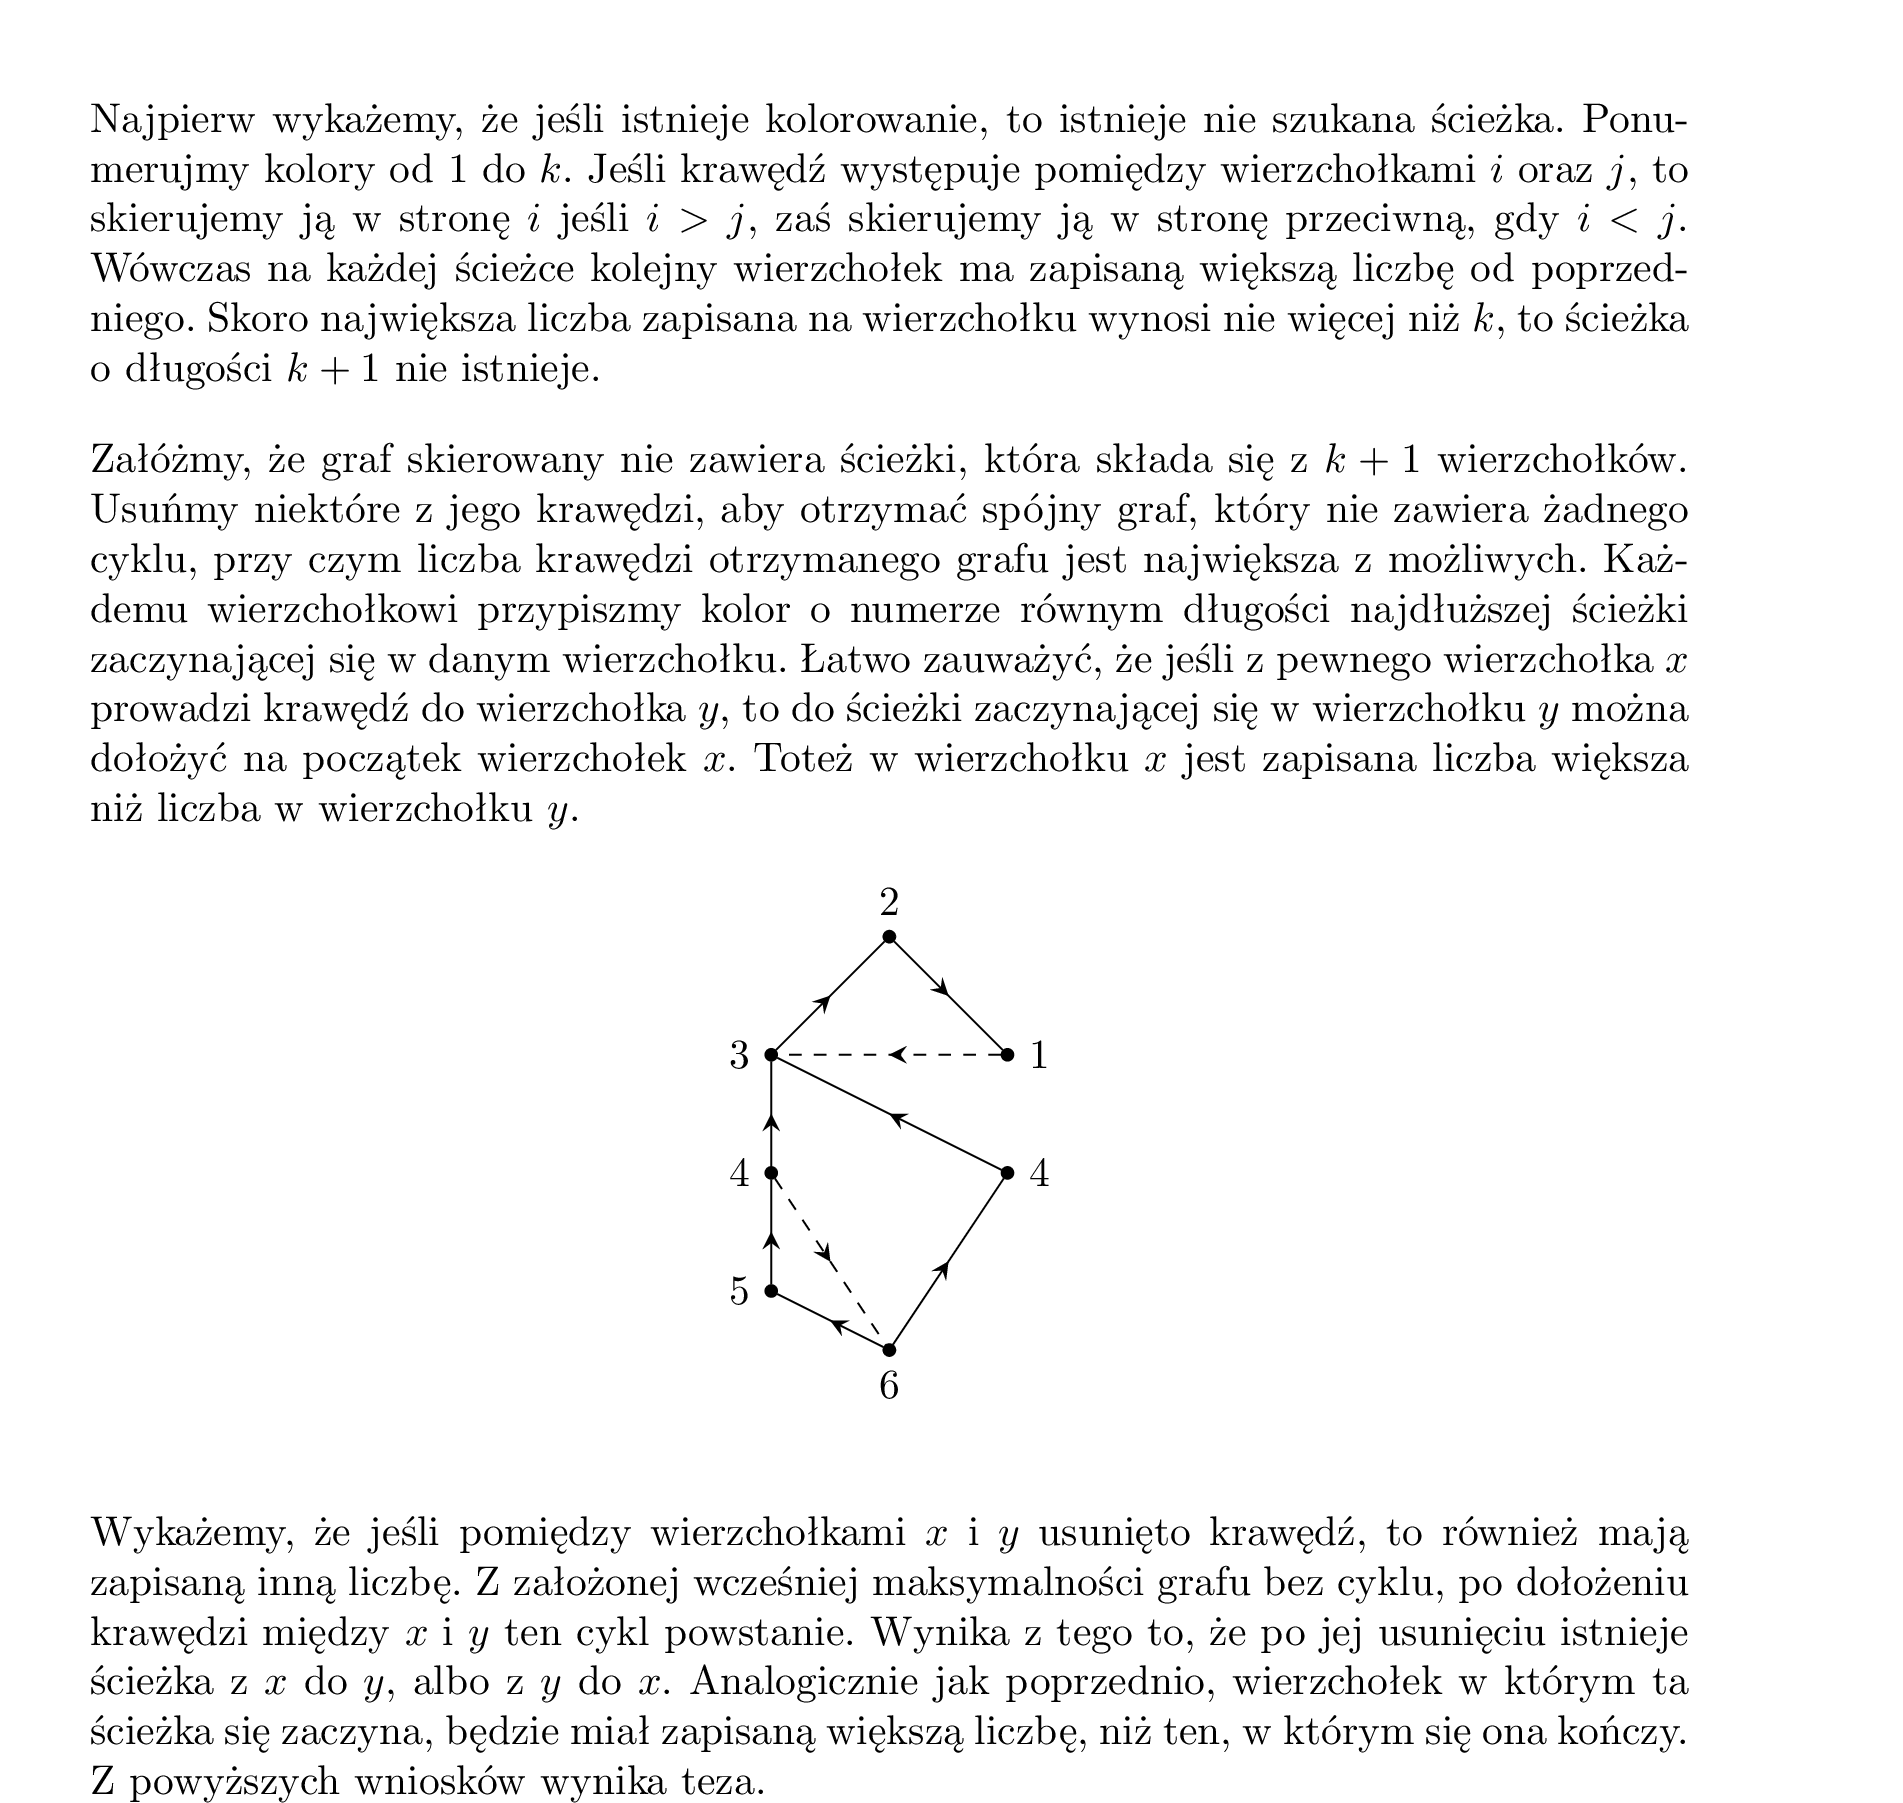 Najpierw wykażemy, że jeśli istnieje kolorowanie, to istnieje nie szukana ścieżka. Ponu-
merujmy kolory od 1 do k. Jeśli krawędź występuje pomiędzy wierzchołkami i oraz j, to
skierujemy ją w stronę i jeśli i > j, zaś skierujemy ją w stronę przeciwną, gdy i < j.
Wówczas na każdej ścieżce kolejny wierzchołek ma zapisaną większą liczbę od poprzed-
niego. Skoro największa liczba zapisana na wierzchołku wynosi nie więcej niż k, to ścieżka
o długości k + 1 nie istnieje.
Załóżmy, że graf skierowany nie zawiera ścieżki, która składa się z k + 1 wierzchołków.
Usuńmy niektóre z jego krawędzi, aby otrzymać spójny graf, który nie zawiera żadnego
cyklu, przy czym liczba krawędzi otrzymanego grafu jest największa z możliwych. Każ-
demu wierzchołkowi przypiszmy kolor o numerze równym długości najdłuższej ścieżki
zaczynającej się w danym wierzchołku. Łatwo zauważyć, że jeśli z pewnego wierzchołka x
prowadzi krawędź do wierzchołka y, to do ścieżki zaczynającej się w wierzchołku y można
dołożyć na początek wierzchołek x. Toteż w wierzchołku x jest zapisana liczba większa
niż liczba w wierzchołku y.
2
3 1
4 4
5
6
Wykażemy, że jeśli pomiędzy wierzchołkami x i y usunięto krawędź, to również mają
zapisaną inną liczbę. Z założonej wcześniej maksymalności grafu bez cyklu, po dołożeniu
krawędzi między x i y ten cykl powstanie. Wynika z tego to, że po jej usunięciu istnieje
ścieżka z x do y, albo z y do x. Analogicznie jak poprzednio, wierzchołek w którym ta
ścieżka się zaczyna, będzie miał zapisaną większą liczbę, niż ten, w którym się ona kończy.
Z powyższych wniosków wynika teza.